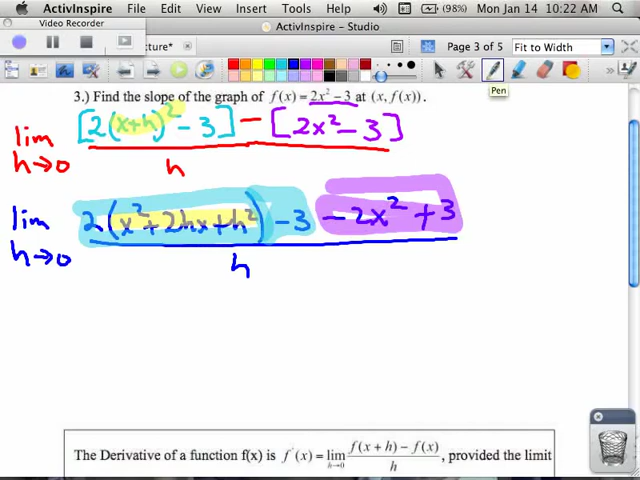 ActivInspire File Edit View Insert Tools Help (98%) Mon Jan 14 10:22 AM
Video Recorder
ActivInspire - Studio
cture* Page 3 of 5 Fit to Width
Pen
3.) Find the slope of the graph of f(x) = 2x² − 3 at (x, f(x)).
lim h→0 [2(x+h)² − 3] − [2x² − 3]
h
lim h→0 2(x² + 2hx + h²) − 3 − 2x² + 3
h
The Derivative of a function f(x) is f'(x) = lim h→0 f(x+h) − f(x) / h, provided the limit